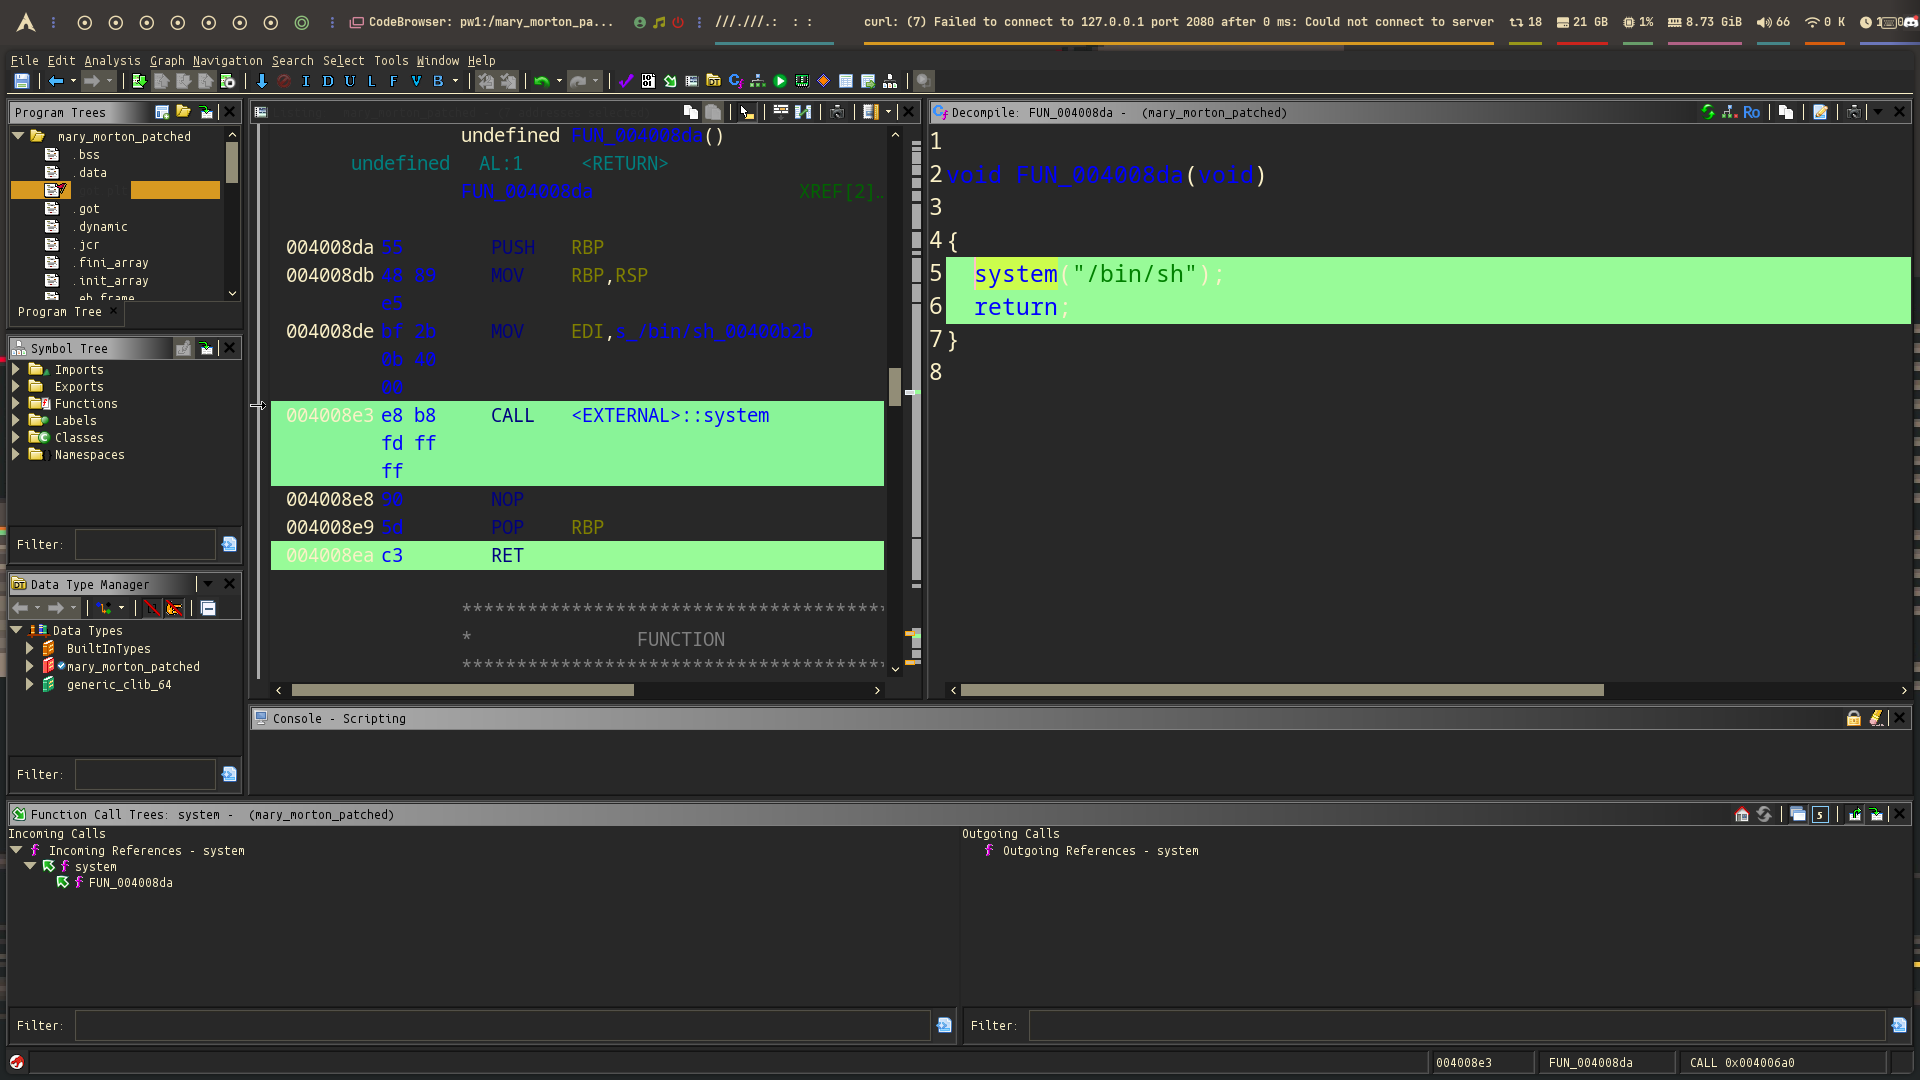 CodeBrowser: pw1:/mary_morton_pa...
///.///.: : :
curl: (7) Failed to connect to 127.0.0.1 port 2080 after 0 ms: Could not connect to server
18
21 GB
1%
8.73 GiB
66
0 K
File Edit Analysis Graph Navigation Search Select Tools Window Help
I D U L F V B
Program Trees
mary_morton_patched
.bss
.data
.got
.dynamic
.jcr
.fini_array
.init_array
.eh_frame
Program Tree
Symbol Tree
Imports
Exports
Functions
Labels
Classes
Namespaces
Filter:
Data Type Manager
Data Types
BuiltInTypes
mary_morton_patched
generic_clib_64
Filter:
undefined FUN_004008da()
undefined AL:1 <RETURN>
FUN_004008da XREF[2]…
004008da 55 PUSH RBP
004008db 48 89 MOV RBP,RSP
e5
004008de bf 2b MOV EDI,s_/bin/sh_00400b2b
0b 40
00
004008e3 e8 b8 CALL <EXTERNAL>::system
fd ff
ff
004008e8 90 NOP
004008e9 5d POP RBP
004008ea c3 RET
***************************************
* FUNCTION
***************************************
Decompile: FUN_004008da - (mary_morton_patched)
Ro
1
2 void FUN_004008da(void)
3
4 {
5 system("/bin/sh");
6 return;
7 }
8
Console - Scripting
Function Call Trees: system - (mary_morton_patched)
5
Incoming Calls
Incoming References - system
system
FUN_004008da
Filter:
Outgoing Calls
Outgoing References - system
Filter:
004008e3
FUN_004008da
CALL 0x004006a0